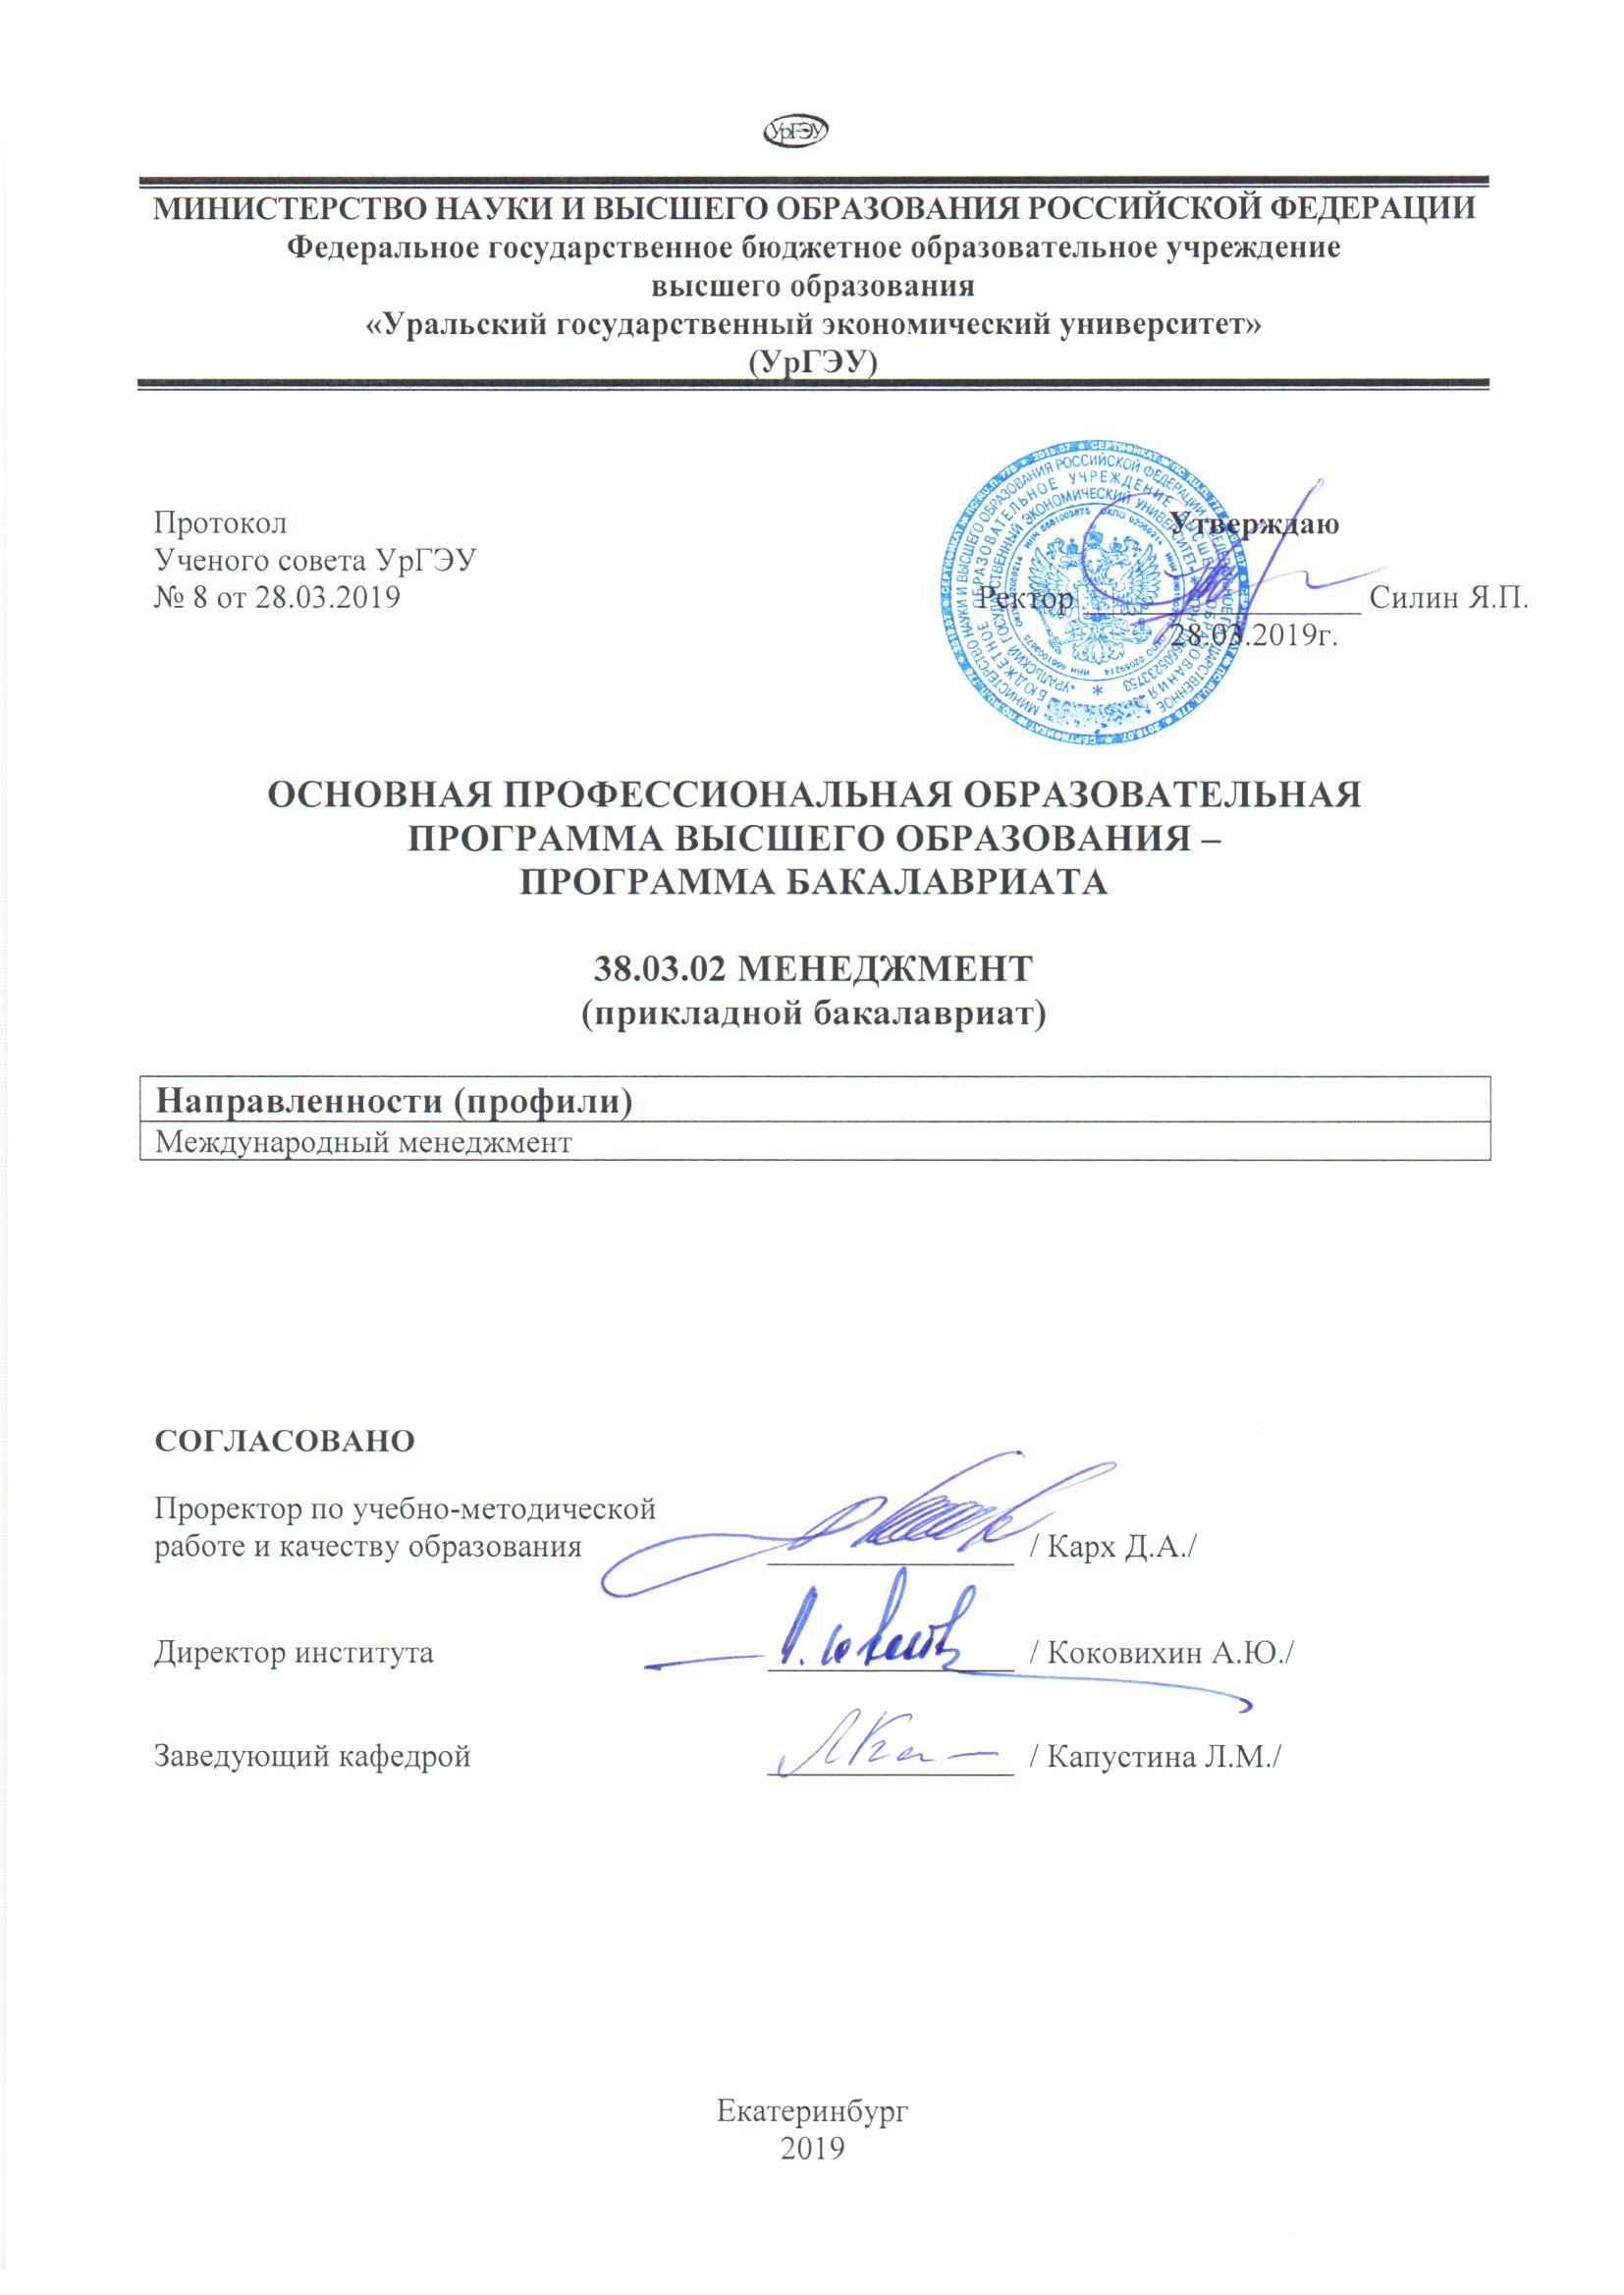 УрГЭУ
МИНИСТЕРСТВО НАУКИ И ВЫСШЕГО ОБРАЗОВАНИЯ РОССИЙСКОЙ ФЕДЕРАЦИИ
Федеральное государственное бюджетное образовательное учреждение
высшего образования
«Уральский государственный экономический университет»
(УрГЭУ)
Протокол
Ученого совета УрГЭУ
№ 8 от 28.03.2019
Утверждаю
Ректор Силин Я.П.
28.03.2019г.
ОСНОВНАЯ ПРОФЕССИОНАЛЬНАЯ ОБРАЗОВАТЕЛЬНАЯ
ПРОГРАММА ВЫСШЕГО ОБРАЗОВАНИЯ –
ПРОГРАММА БАКАЛАВРИАТА
38.03.02 МЕНЕДЖМЕНТ
(прикладной бакалавриат)
Направленности (профили)
Международный менеджмент
СОГЛАСОВАНО
Проректор по учебно-методической
работе и качеству образования / Карх Д.А./
Директор института / Коковихин А.Ю./
Заведующий кафедрой / Капустина Л.М./
Екатеринбург
2019